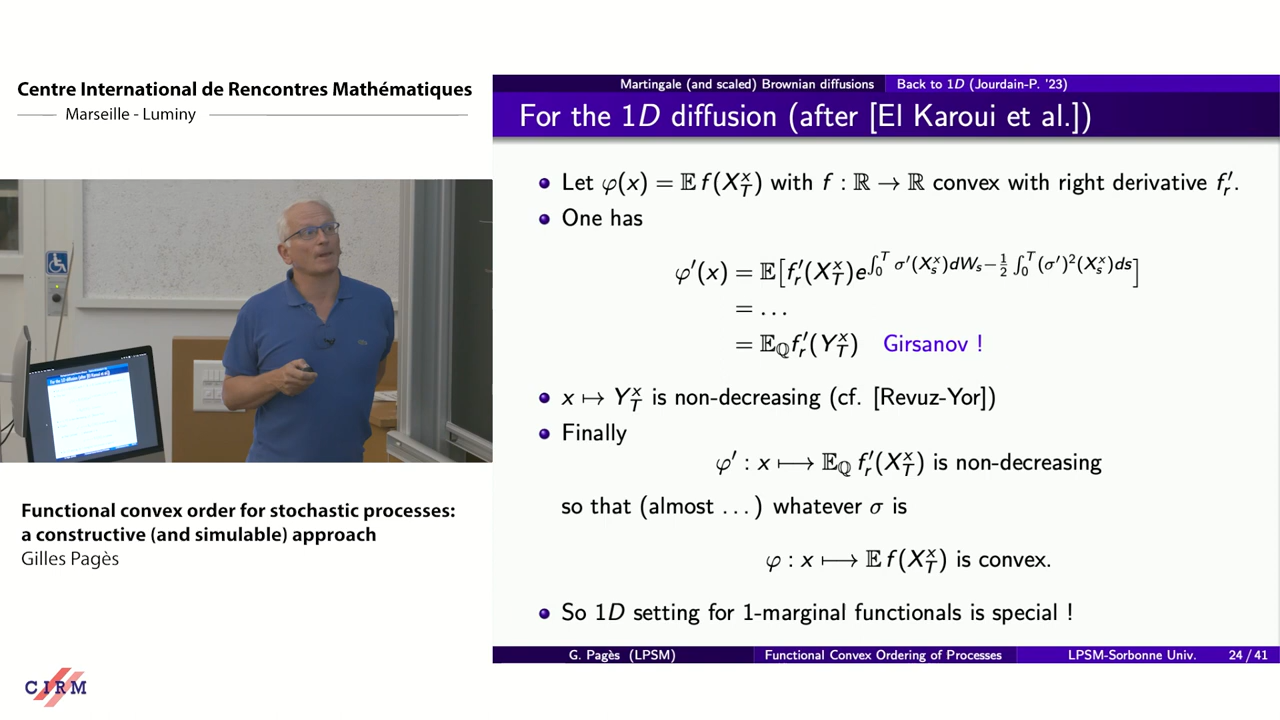 Centre International de Rencontres Mathématiques
Marseille - Luminy
Martingale (and scaled) Brownian diffusions Back to 1D (Jourdain-P. '23)
For the 1D diffusion (after [El Karoui et al.])
Let φ(x) = 𝔼 f(X_T^x) with f : ℝ → ℝ convex with right derivative f'_r.
One has
φ'(x) = 𝔼[f'_r(X_T^x)e^{∫_0^T σ'(X_s^x)dW_s − ½ ∫_0^T (σ')²(X_s^x)ds}]
= ...
= 𝔼_ℚ f'_r(Y_T^x) Girsanov !
x ↦ Y_T^x is non-decreasing (cf. [Revuz-Yor])
Finally
φ' : x ⟼ 𝔼_ℚ f'_r(X_T^x) is non-decreasing
so that (almost ...) whatever σ is
φ : x ⟼ 𝔼 f(X_T^x) is convex.
So 1D setting for 1-marginal functionals is special !
G. Pagès (LPSM) Functional Convex Ordering of Processes LPSM-Sorbonne Univ. 24 / 41
Functional convex order for stochastic processes:
a constructive (and simulable) approach
Gilles Pagès
CIRM